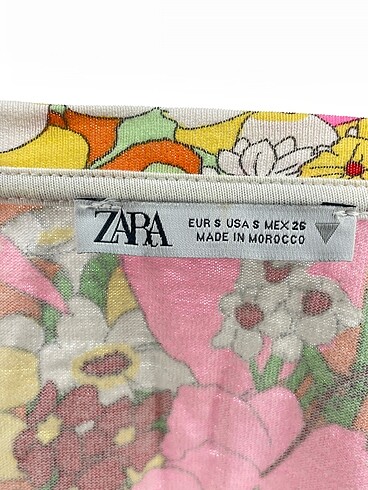 ZARA
EUR S USA S MEX 26
MADE IN MOROCCO